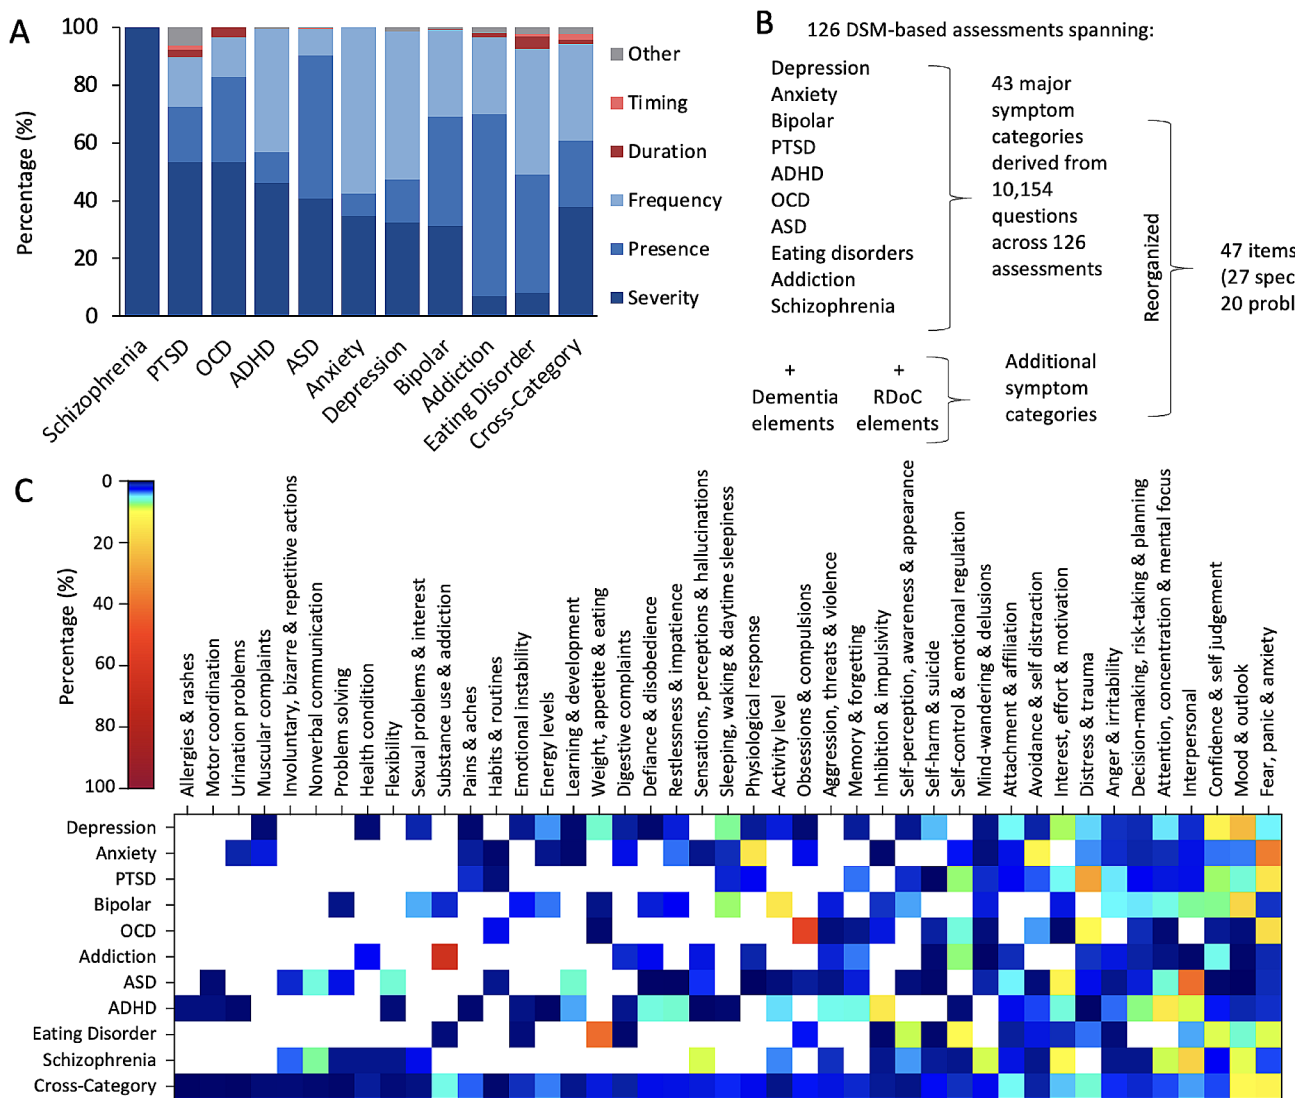 A
Percentage (%)
100
80
60
40
20
0
Schizophrenia
PTSD
OCD
ADHD
ASD
Anxiety
Depression
Bipolar
Addiction
Eating Disorder
Cross-Category
Other
Timing
Duration
Frequency
Presence
Severity
B
126 DSM-based assessments spanning:
Depression
Anxiety
Bipolar
PTSD
ADHD
OCD
ASD
Eating disorders
Addiction
Schizophrenia
43 major
symptom
categories
derived from
10,154
questions
across 126
assessments
+
Dementia
elements
+
RDoC
elements
Additional
symptom
categories
Reorganized
47 items
(27 spec
20 probl
C
Percentage (%)
0
20
40
60
80
100
Allergies & rashes
Motor coordination
Urination problems
Muscular complaints
Involuntary, bizarre & repetitive actions
Nonverbal communication
Problem solving
Health condition
Flexibility
Sexual problems & interest
Substance use & addiction
Pains & aches
Habits & routines
Emotional instability
Energy levels
Learning & development
Weight, appetite & eating
Digestive complaints
Defiance & disobedience
Restlessness & impatience
Sensations, perceptions & hallucinations
Sleeping, waking & daytime sleepiness
Physiological response
Activity level
Obsessions & compulsions
Aggression, threats & violence
Memory & forgetting
Inhibition & impulsivity
Self-perception, awareness & appearance
Self-harm & suicide
Self-control & emotional regulation
Mind-wandering & delusions
Attachment & affiliation
Avoidance & self distraction
Interest, effort & motivation
Distress & trauma
Anger & irritability
Decision-making, risk-taking & planning
Attention, concentration & mental focus
Interpersonal
Confidence & self judgement
Mood & outlook
Fear, panic & anxiety
Depression
Anxiety
PTSD
Bipolar
OCD
Addiction
ASD
ADHD
Eating Disorder
Schizophrenia
Cross-Category